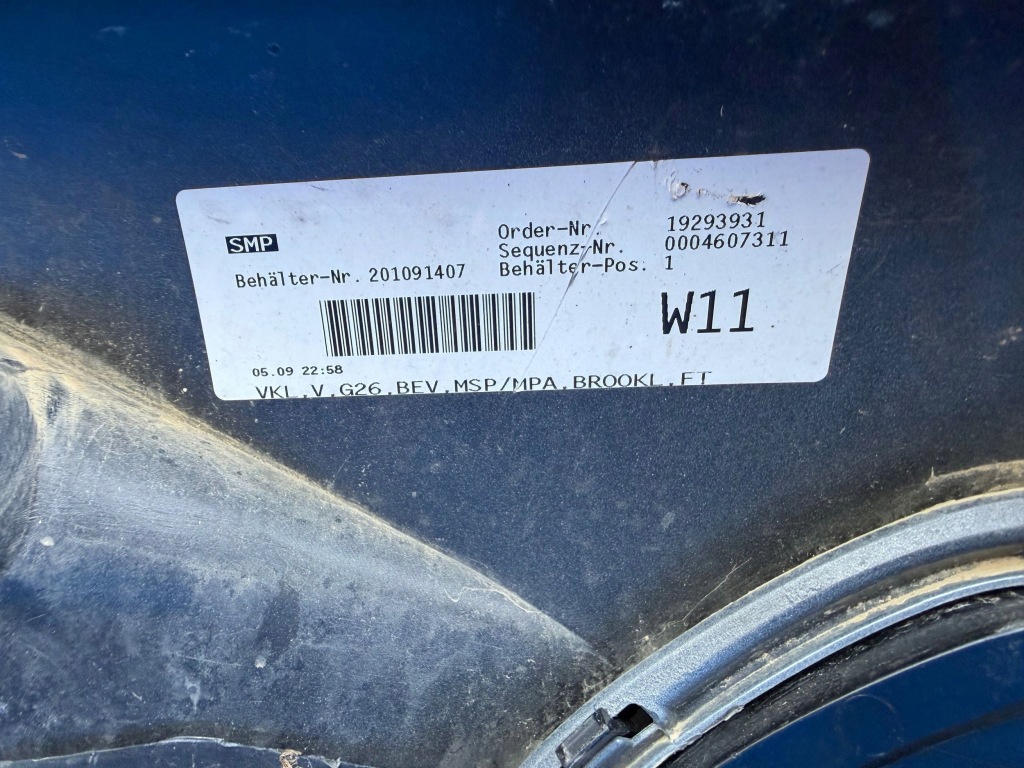 SMP
Order-Nr. 19293931
Sequenz-Nr. 0004607311
Behälter-Nr. 201091407
Behälter-Pos. 1
W11
05.09 22:58
VKL,V,G26,BEV,MSP/MPA,BROOKL,FT